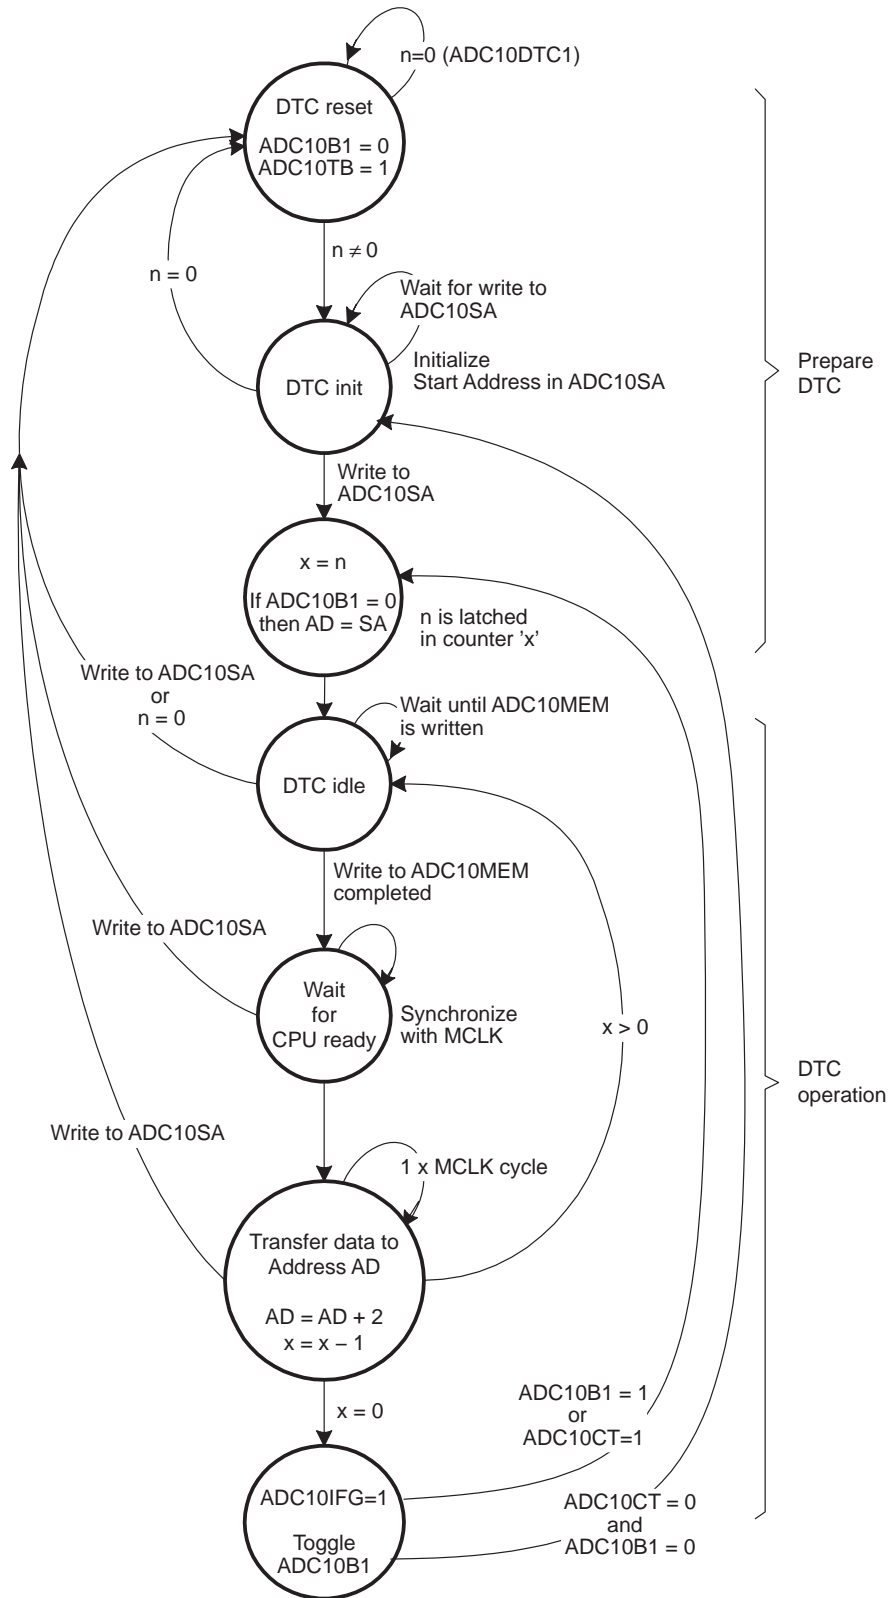 n=0 (ADC10DTC1)
DTC reset
ADC10B1 = 0
ADC10TB = 1
n ≠ 0
n = 0
Wait for write to
ADC10SA
Initialize
Start Address in ADC10SA
DTC init
Prepare
DTC
Write to
ADC10SA
x = n
If ADC10B1 = 0
then AD = SA
n is latched
in counter ’x’
Write to ADC10SA
or
n = 0
Wait until ADC10MEM
is written
DTC idle
Write to ADC10MEM
completed
Write to ADC10SA
Wait
for
CPU ready
Synchronize
with MCLK
x > 0
DTC
operation
Write to ADC10SA
1 x MCLK cycle
Transfer data to
Address AD
AD = AD + 2
x = x − 1
x = 0
ADC10B1 = 1
or
ADC10CT=1
ADC10IFG=1
Toggle
ADC10B1
ADC10CT = 0
and
ADC10B1 = 0